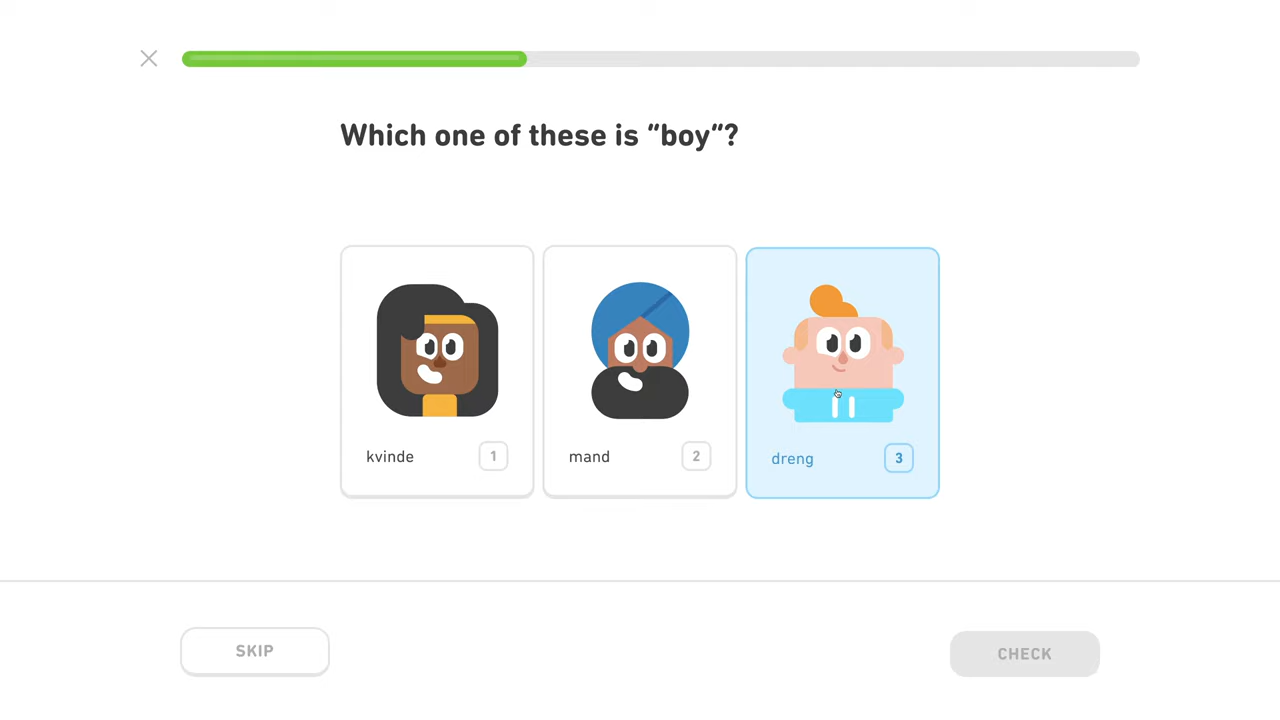 Which one of these is “boy“?
kvinde 1
mand 2
dreng 3
SKIP
CHECK